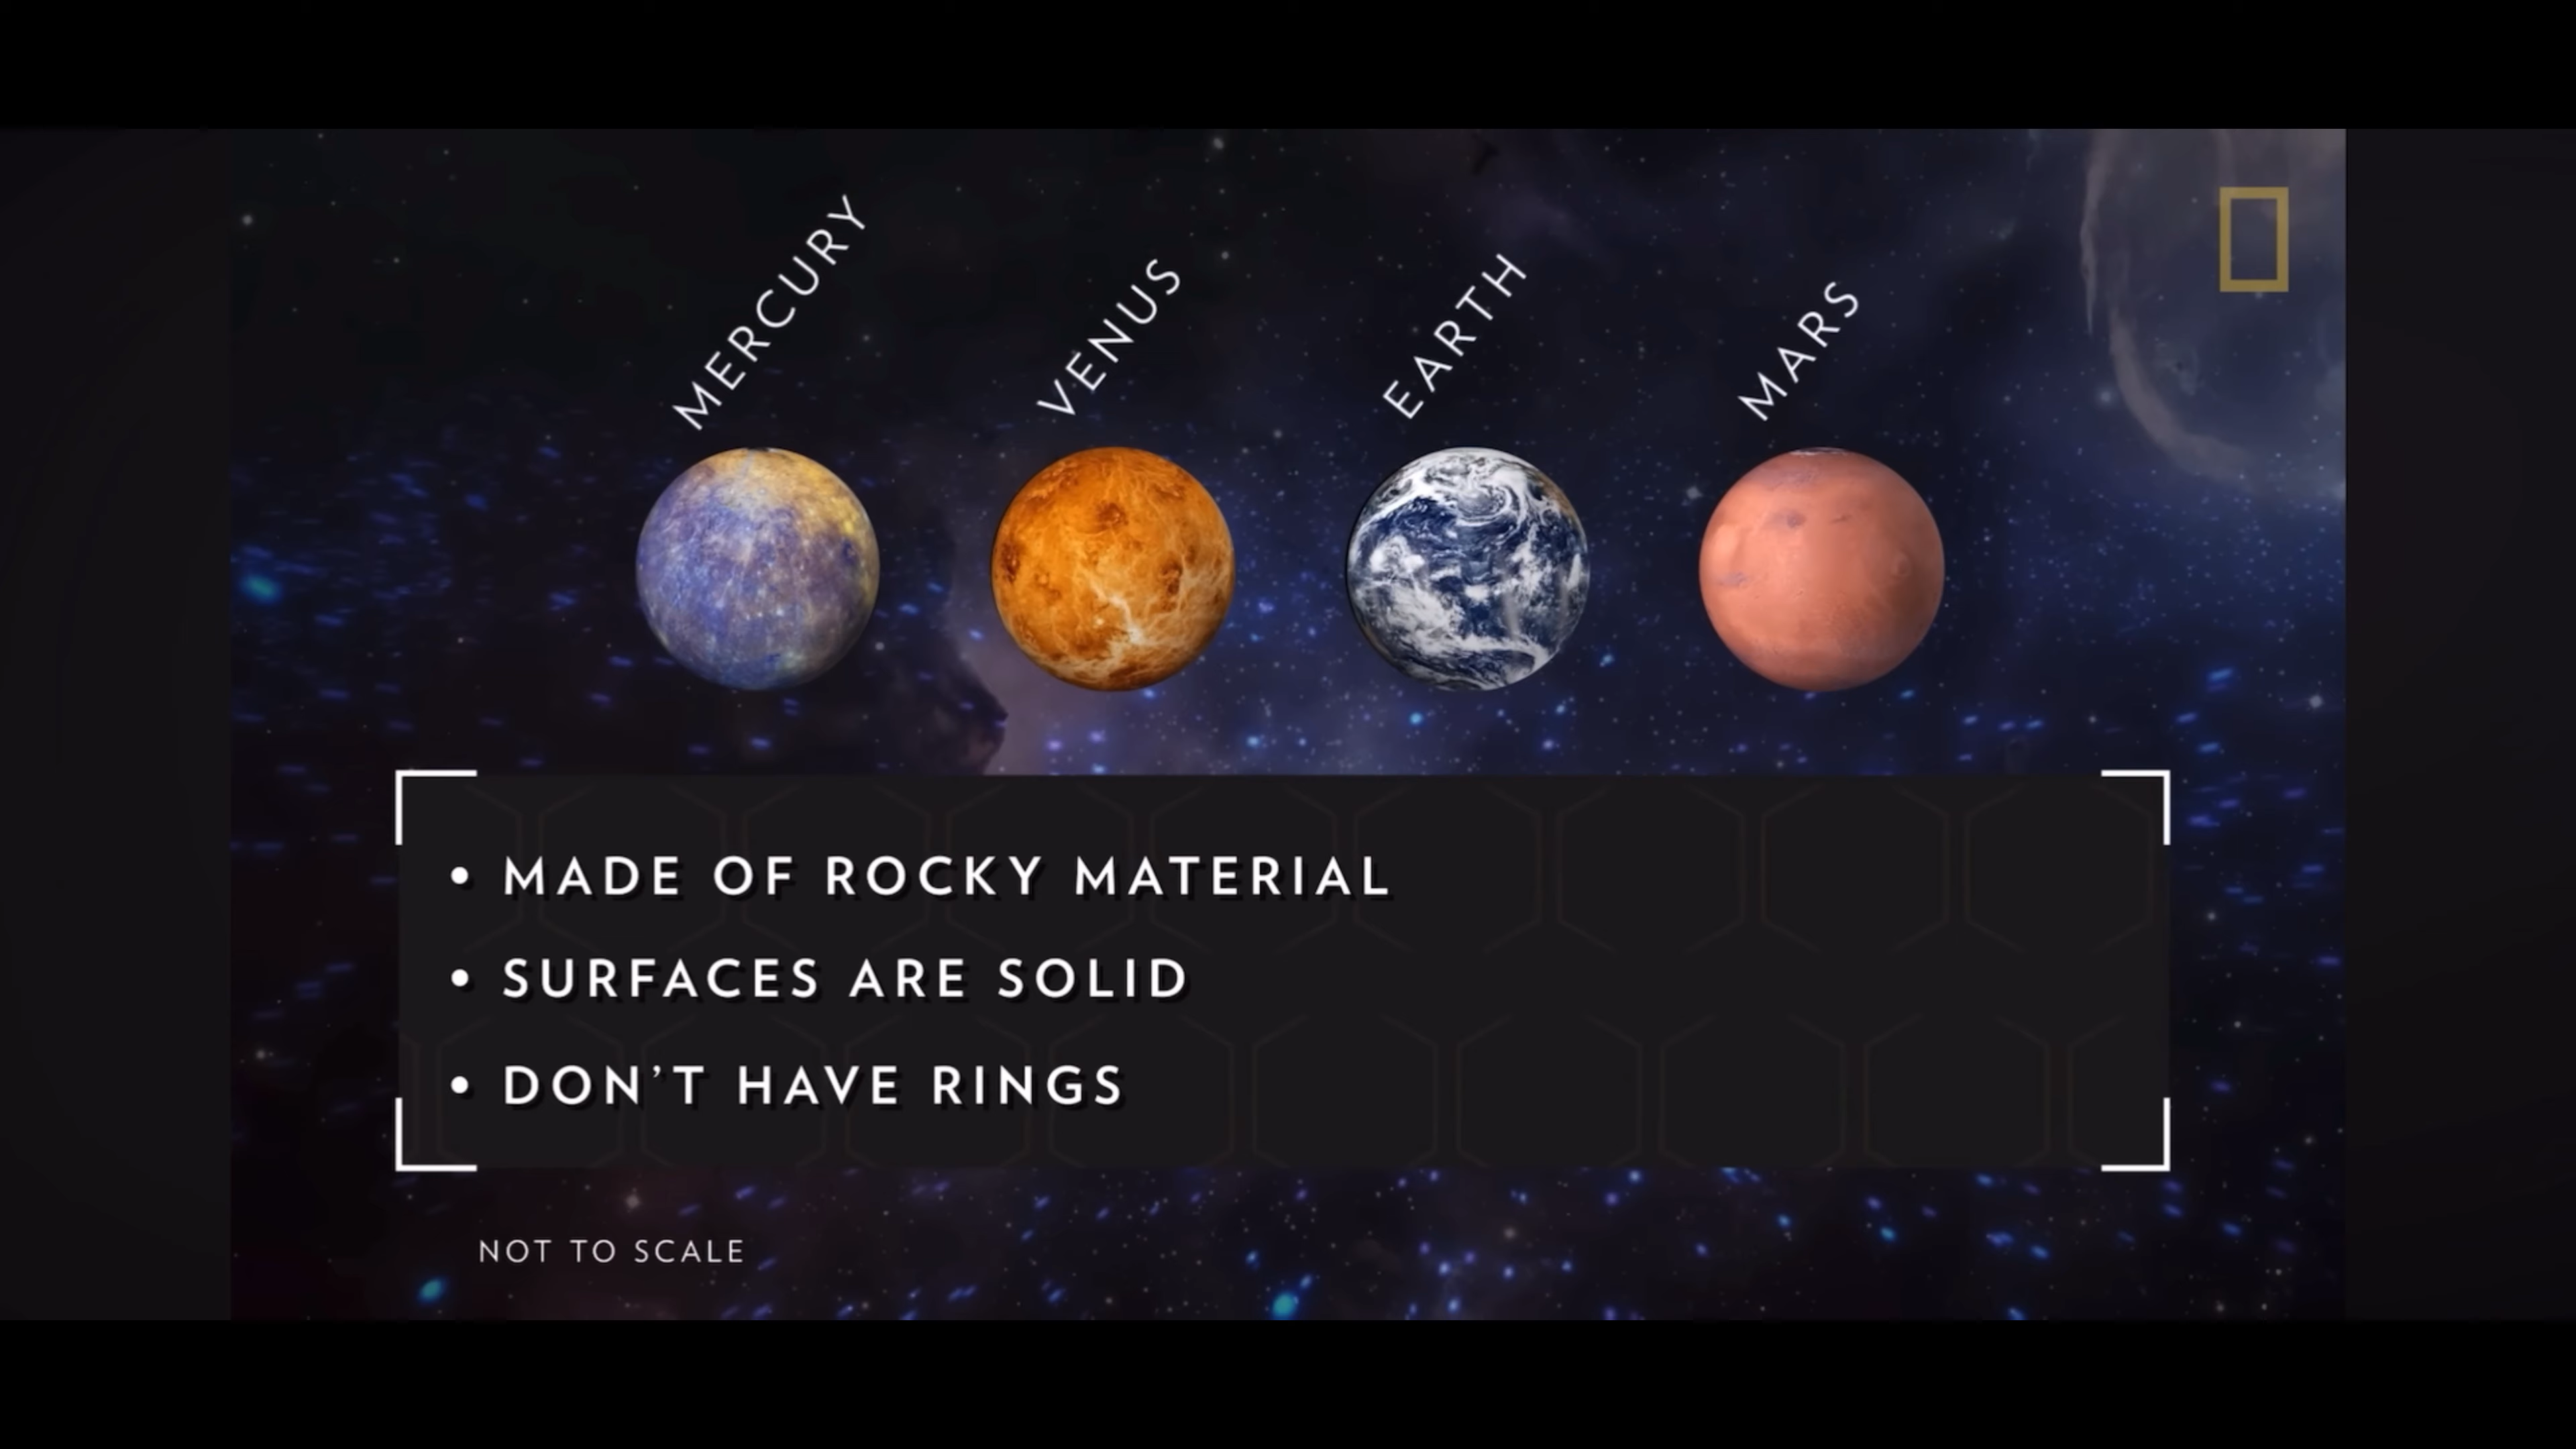 MERCURY
VENUS
EARTH
MARS
• MADE OF ROCKY MATERIAL
• SURFACES ARE SOLID
• DON’T HAVE RINGS
NOT TO SCALE